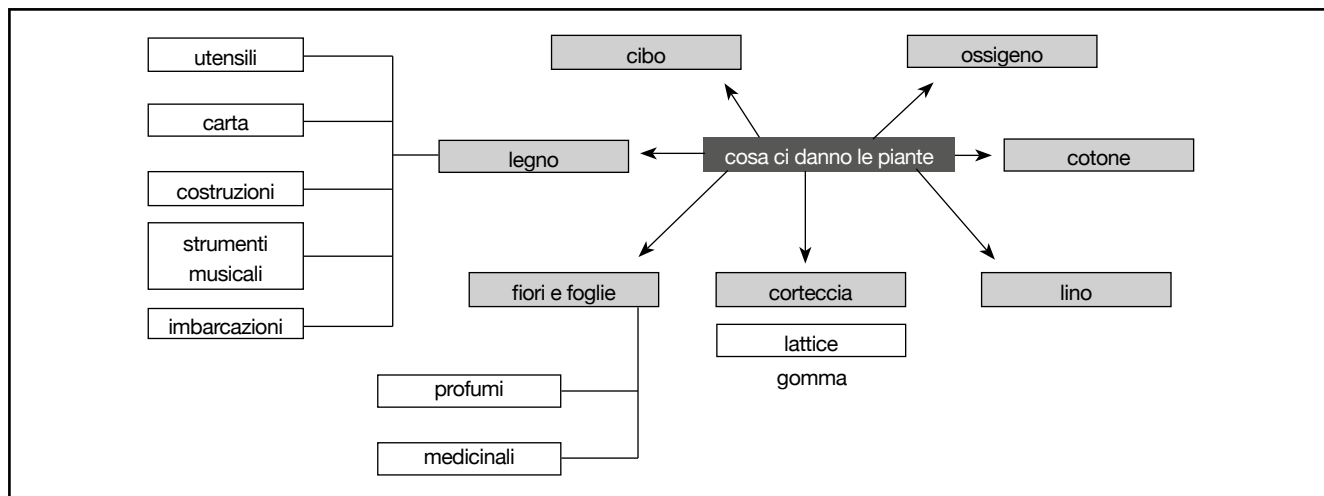 utensili
cibo
ossigeno
carta
legno
cosa ci danno le piante
cotone
costruzioni
strumenti
musicali
fiori e foglie
corteccia
lino
imbarcazioni
lattice
gomma
profumi
medicinali